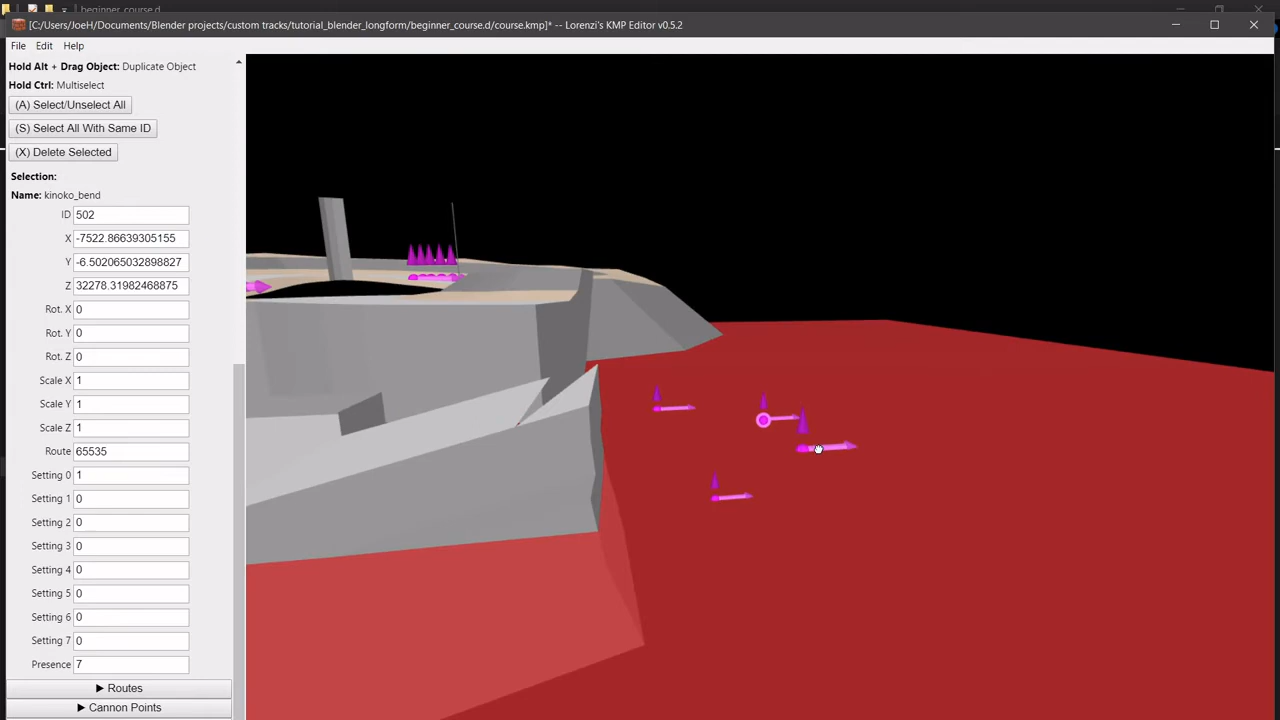 beginner_course.d
[C:/Users/JoeH/Documents/Blender projects/custom tracks/tutorial_blender_longform/beginner_course.d/course.kmp]* -- Lorenzi's KMP Editor v0.5.2
File Edit Help
Hold Alt + Drag Object: Duplicate Object
Hold Ctrl: Multiselect
(A) Select/Unselect All
(S) Select All With Same ID
(X) Delete Selected
Selection:
Name: kinoko_bend
ID 502
X -7522.86639305155
Y -6.502065032898827
Z 32278.31982468875
Rot. X 0
Rot. Y 0
Rot. Z 0
Scale X 1
Scale Y 1
Scale Z 1
Route 65535
Setting 0 1
Setting 1 0
Setting 2 0
Setting 3 0
Setting 4 0
Setting 5 0
Setting 6 0
Setting 7 0
Presence 7
▶ Routes
▶ Cannon Points